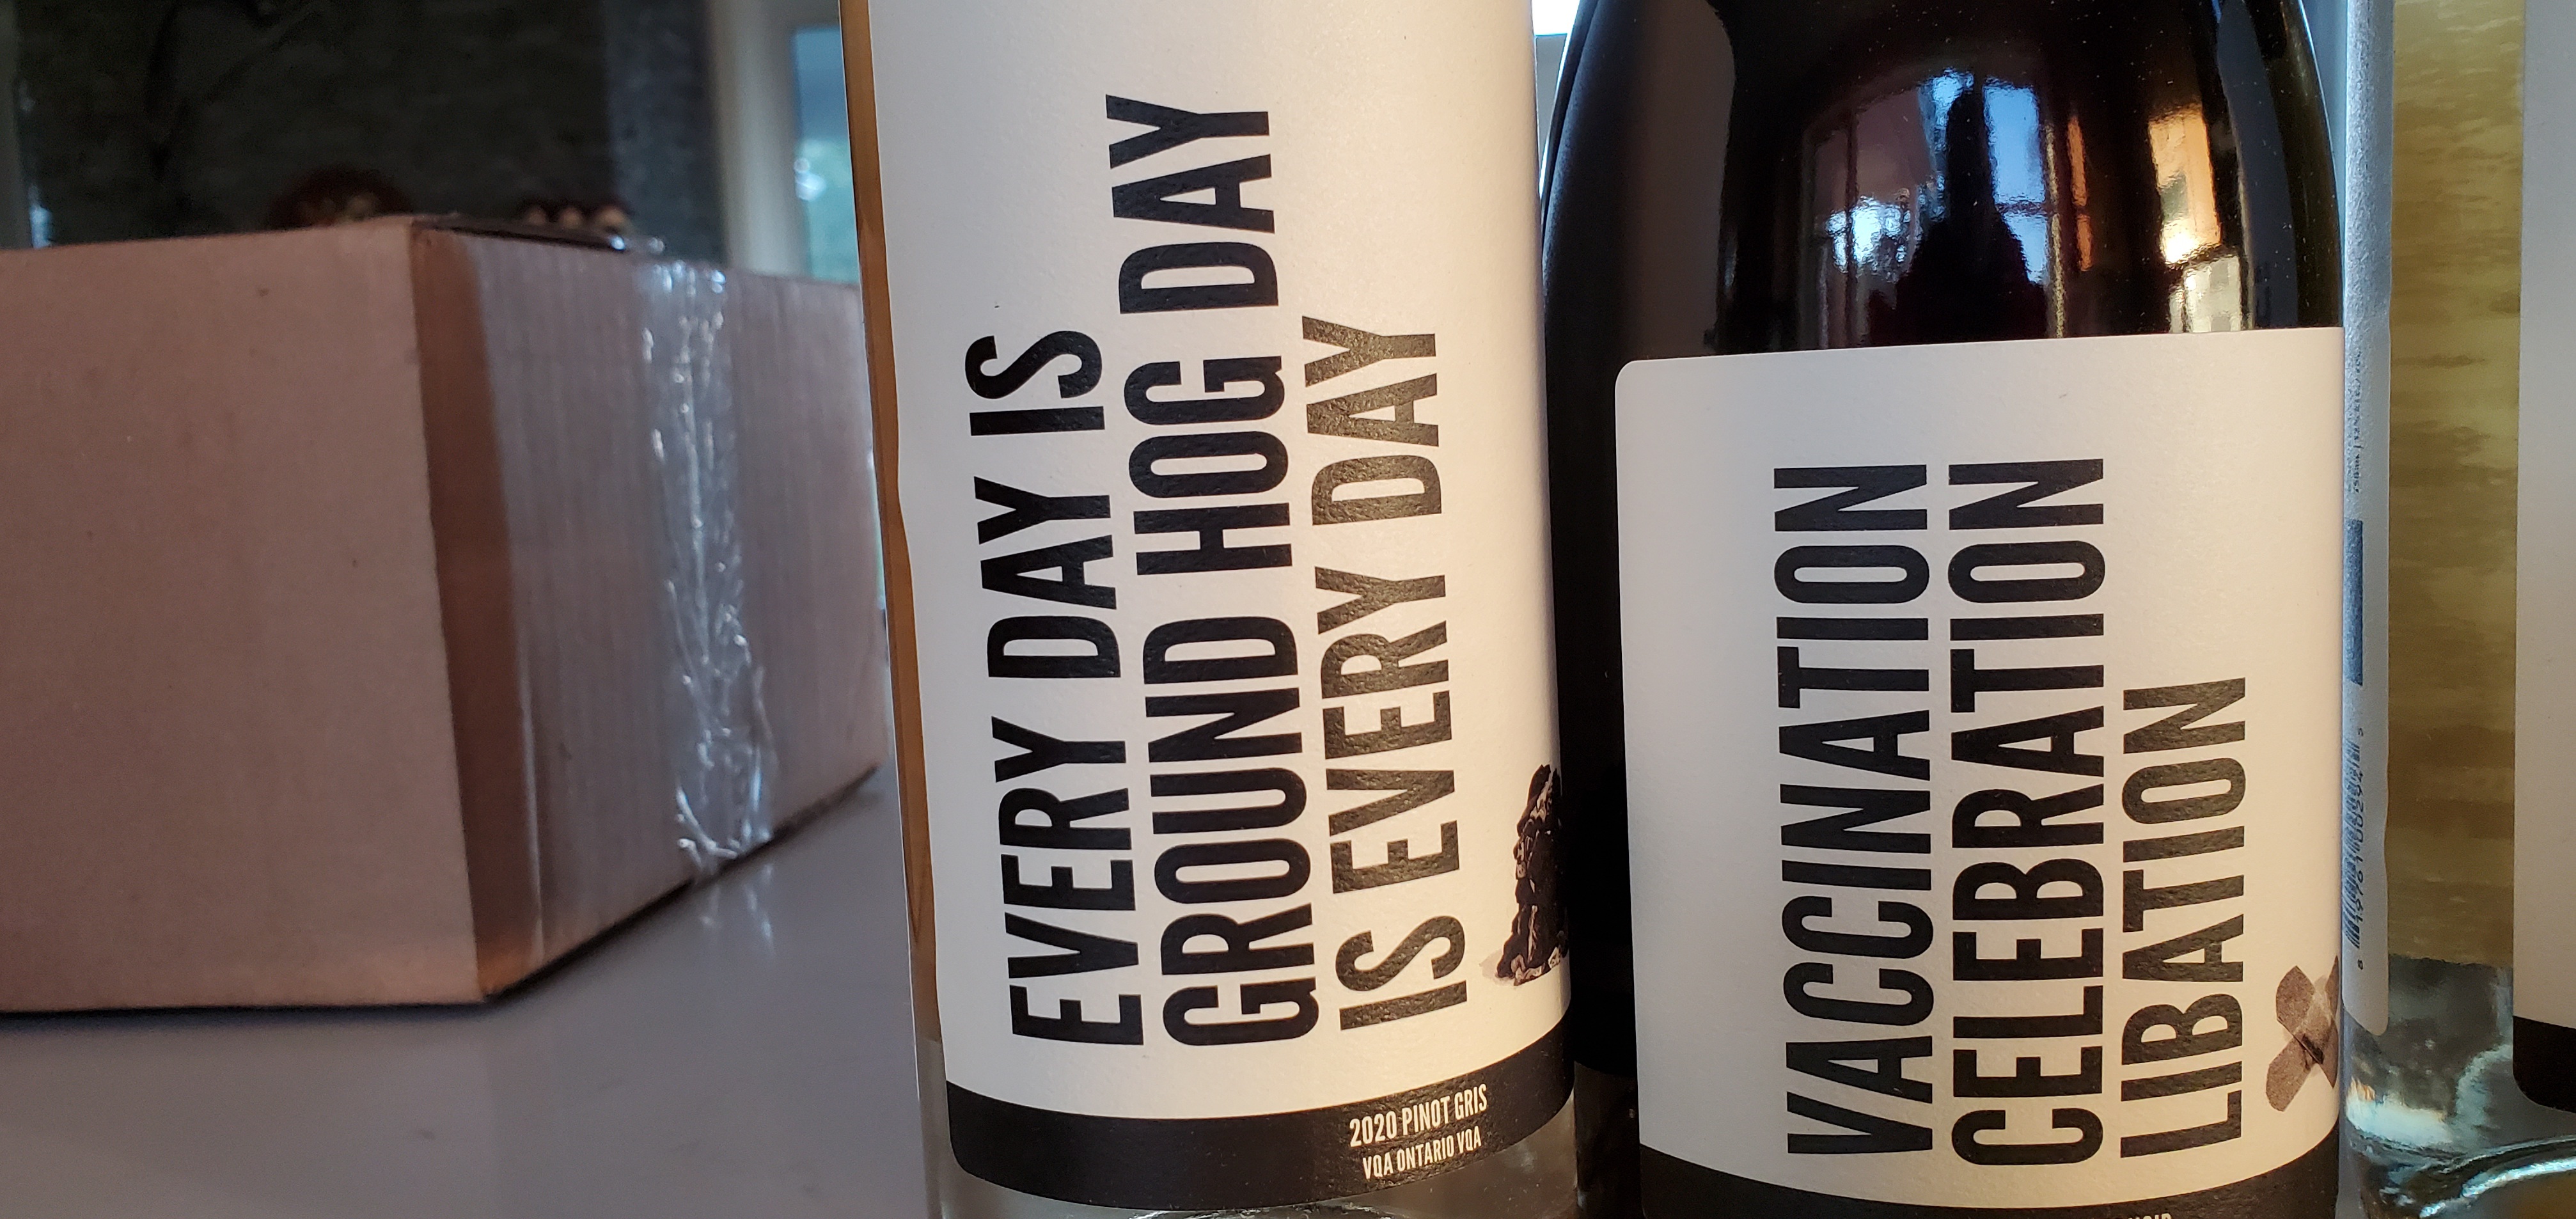 EVERY DAY IS
GROUND HOG DAY
IS EVERY DAY
2020 PINOT GRIS
VQA ONTARIO VQA
VACCINATION
CELEBRATION
LIBATION